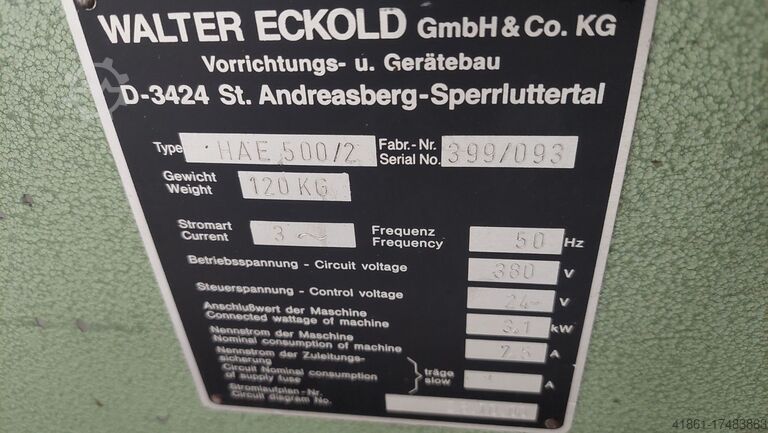 WALTER ECKOLD GmbH & Co. KG
Vorrichtungs- u. Gerätebau
D-3424 St. Andreasberg-Sperrluttertal
Type HAE 500/2 Fabr.-Nr. Serial No. 399/093
Gewicht
Weight 120 KG
Stromart
Current 3 ~
Frequenz
Frequency 50 Hz
Betriebsspannung - Circuit voltage 380 V
Steuerspannung - Control voltage 24~ V
Anschlußwert der Maschine
Connected wattage of machine kW
Nennstrom der Maschine
Nominal consumption of machine A
Nennstrom der Zuleitungs-
sicherung
Circuit Nominal consumption
of supply fuse
träge
slow A
Stromlaufplan-Nr.
Circuit diagram No.
41861-17483863